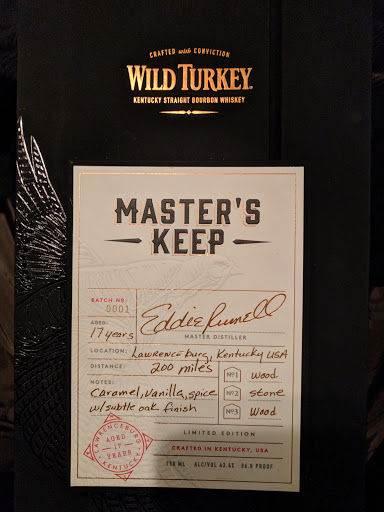 CRAFTED with CONVICTION
WILD TURKEY.
KENTUCKY STRAIGHT BOURBON WHISKEY
MASTER'S
KEEP
BATCH Nº:
0001
Eddie Russell
MASTER DISTILLER
AGED:
17 years
LOCATION: Lawrenceburg, Kentucky USA
DISTANCE: 200 miles
Nº1 wood
NOTES:
Caramel, vanilla, spice
Nº2 stone
w/subtle oak finish
Nº3 Wood
LAWRENCEBURG
AGED
17
YEARS
KENTUCKY
LIMITED EDITION
CRAFTED IN KENTUCKY, USA
750 ML ALC/VOL 43.4% 86.8 PROOF